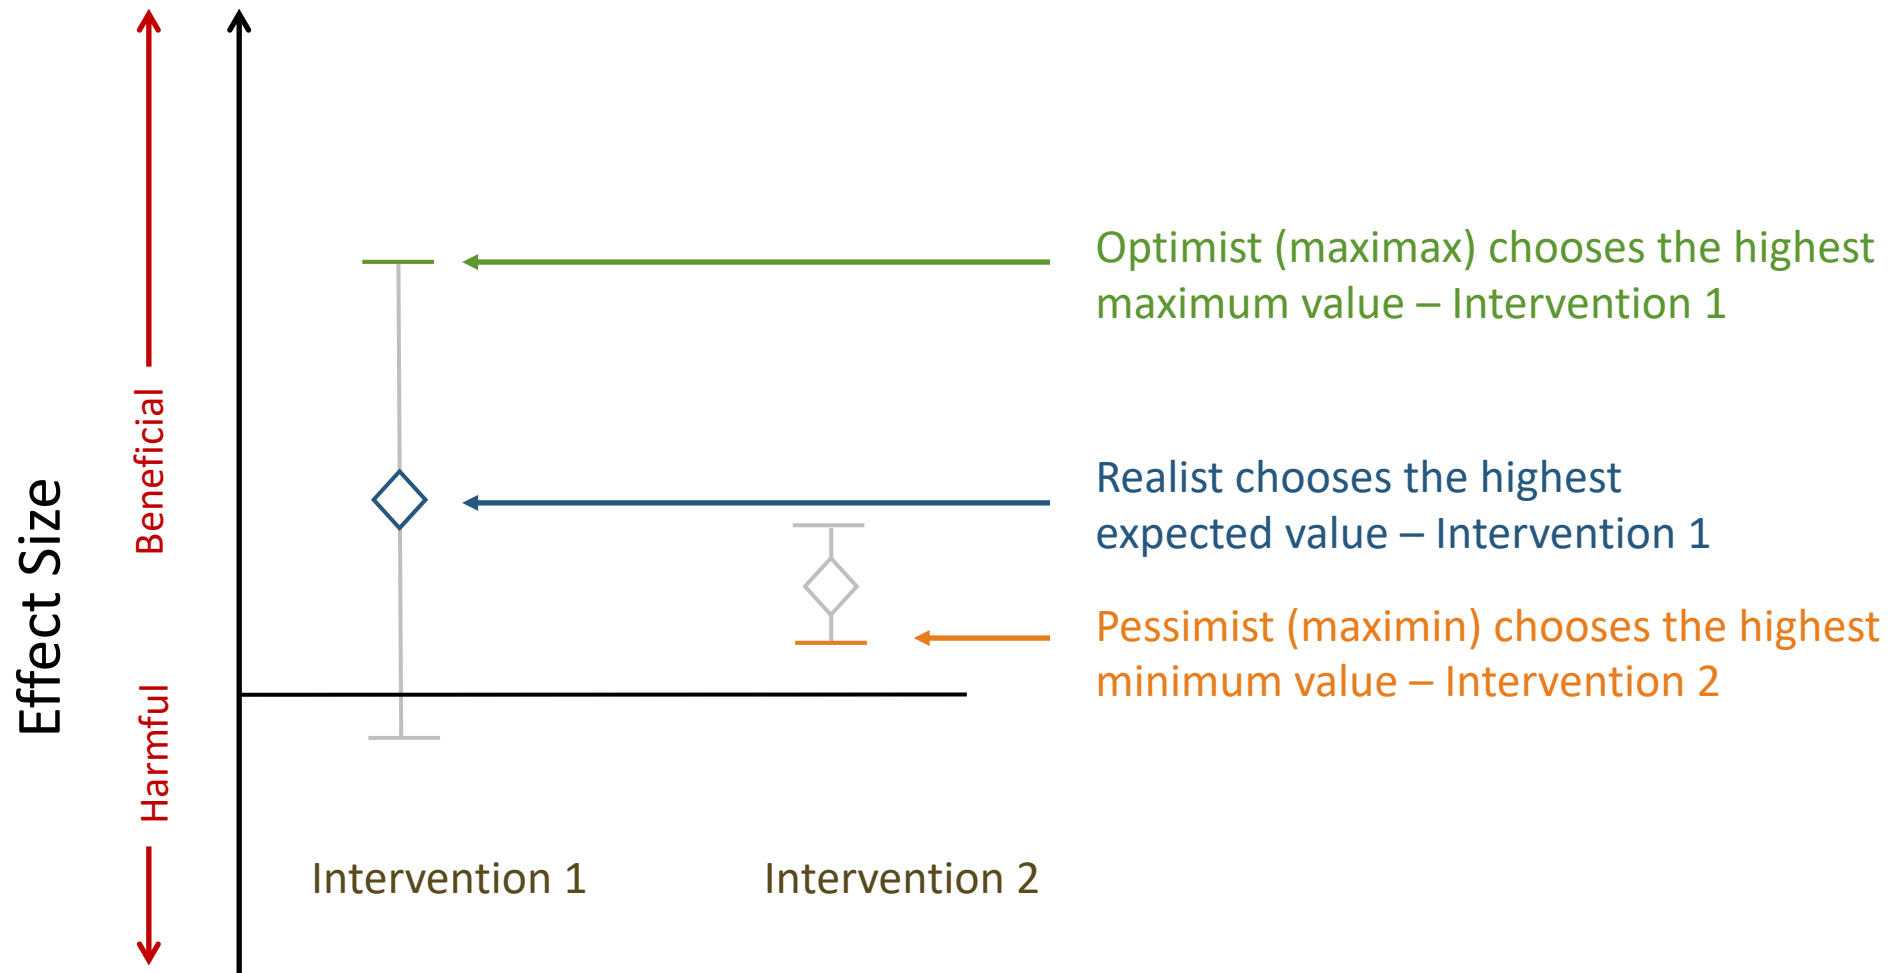 Effect Size
Beneficial
Harmful
Optimist (maximax) chooses the highest
maximum value – Intervention 1
Realist chooses the highest
expected value – Intervention 1
Pessimist (maximin) chooses the highest
minimum value – Intervention 2
Intervention 1
Intervention 2